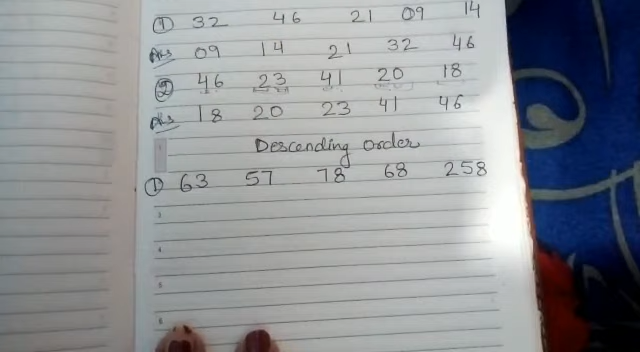 ① 32 46 21 09 14
Ans 09 14 21 32 46
② 46 23 41 20 18
Ans 18 20 23 41 46
Descending order
① 63 57 78 68 258